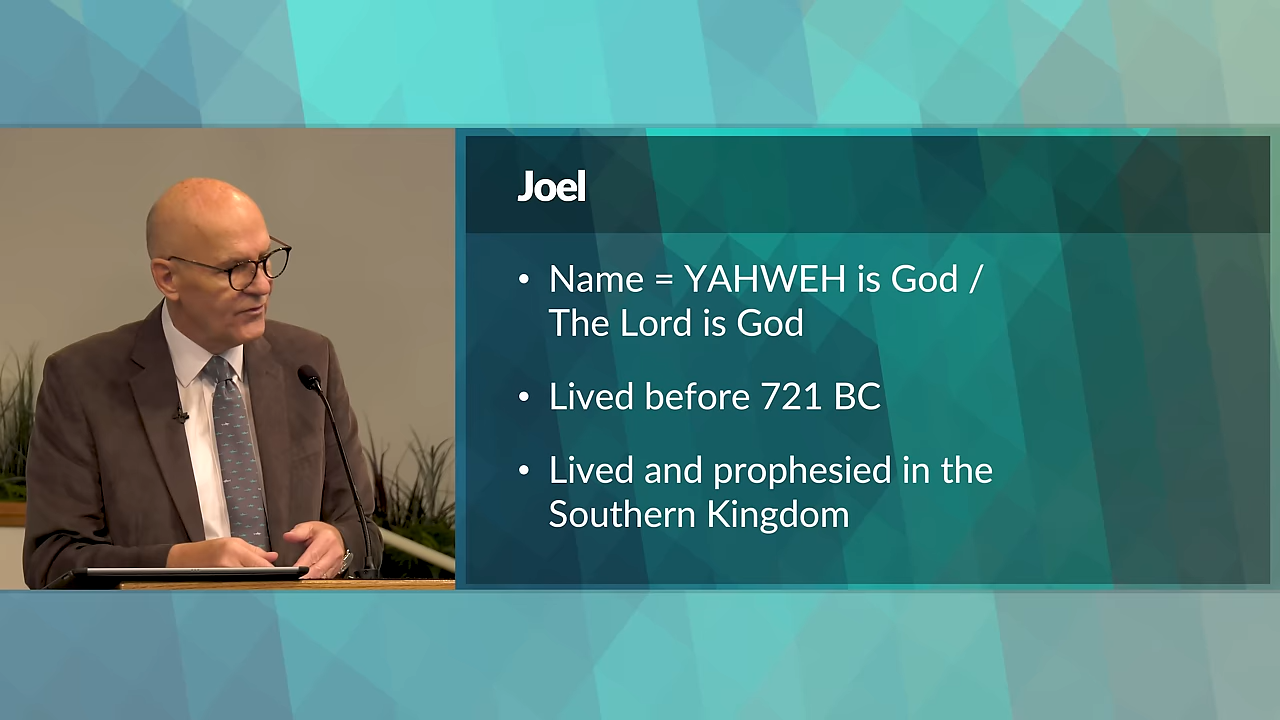 Joel
• Name = YAHWEH is God /
The Lord is God
• Lived before 721 BC
• Lived and prophesied in the
Southern Kingdom